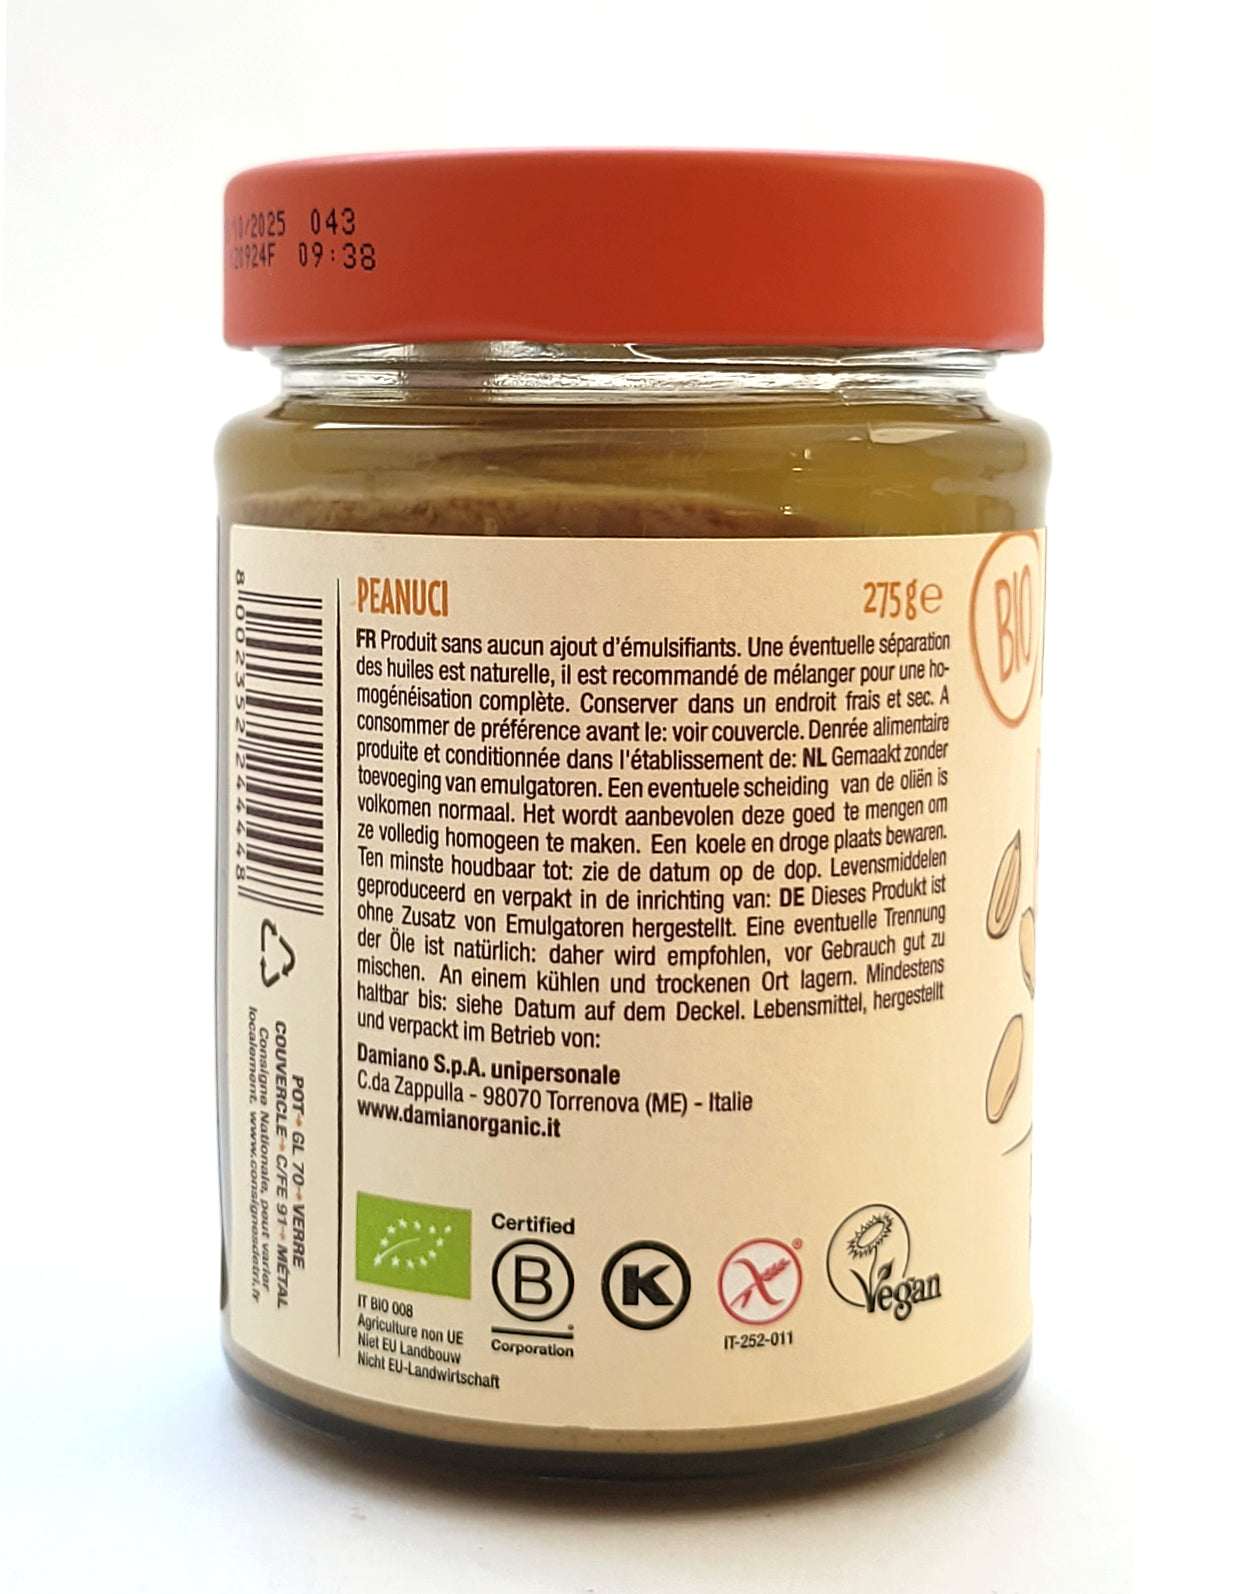 /10/2025 043
20924F 09:38
PEANUCI
275 g e
BIO
FR Produit sans aucun ajout d'émulsifiants. Une éventuelle séparation
des huiles est naturelle, il est recommandé de mélanger pour une ho-
mogénéisation complète. Conserver dans un endroit frais et sec. A
consommer de préférence avant le: voir couvercle. Denrée alimentaire
produite et conditionnée dans l'établissement de: NL Gemaakt zonder
toevoeging van emulgatoren. Een eventuele scheiding van de oliën is
volkomen normaal. Het wordt aanbevolen deze goed te mengen om
ze volledig homogeen te maken. Een koele en droge plaats bewaren.
Ten minste houdbaar tot: zie de datum op de dop. Levensmiddelen
geproduceerd en verpakt in de inrichting van: DE Dieses Produkt ist
ohne Zusatz von Emulgatoren hergestellt. Eine eventuelle Trennung
der Öle ist natürlich: daher wird empfohlen, vor Gebrauch gut zu
mischen. An einem kühlen und trockenen Ort lagern. Mindestens
haltbar bis: siehe Datum auf dem Deckel. Lebensmittel, hergestellt
und verpackt im Betrieb von:
Damiano S.p.A. unipersonale
C.da Zappulla - 98070 Torrenova (ME) - Italie
www.damianorganic.it
8 002352 244448
POT→ GL 70→ VERRE
COUVERCLE→ C/FE 91→ MÉTAL
Consigne Nationale, peut varier
localement. www.consignesdetri.fr
IT BIO 008
Agriculture non UE
Niet EU Landbouw
Nicht EU-Landwirtschaft
Certified
B
Corporation
K
®
IT-252-011
Vegan